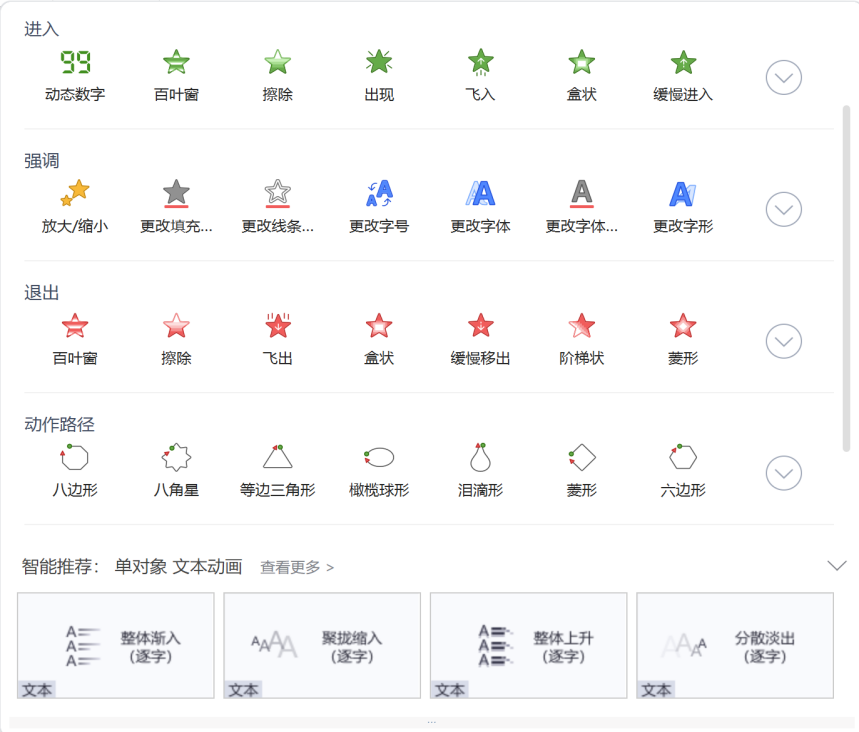 进入
99
动态数字 百叶窗 擦除 出现 飞入 盒状 缓慢进入
强调
放大/缩小 更改填充... 更改线条... 更改字号 更改字体 更改字体... 更改字形
退出
百叶窗 擦除 飞出 盒状 缓慢移出 阶梯状 菱形
动作路径
八边形 八角星 等边三角形 橄榄球形 泪滴形 菱形 六边形
智能推荐： 单对象 文本动画 查看更多 >
整体渐入 聚拢缩入 整体上升 分散淡出
(逐字) (逐字) (逐字) (逐字)
文本 文本 文本 文本